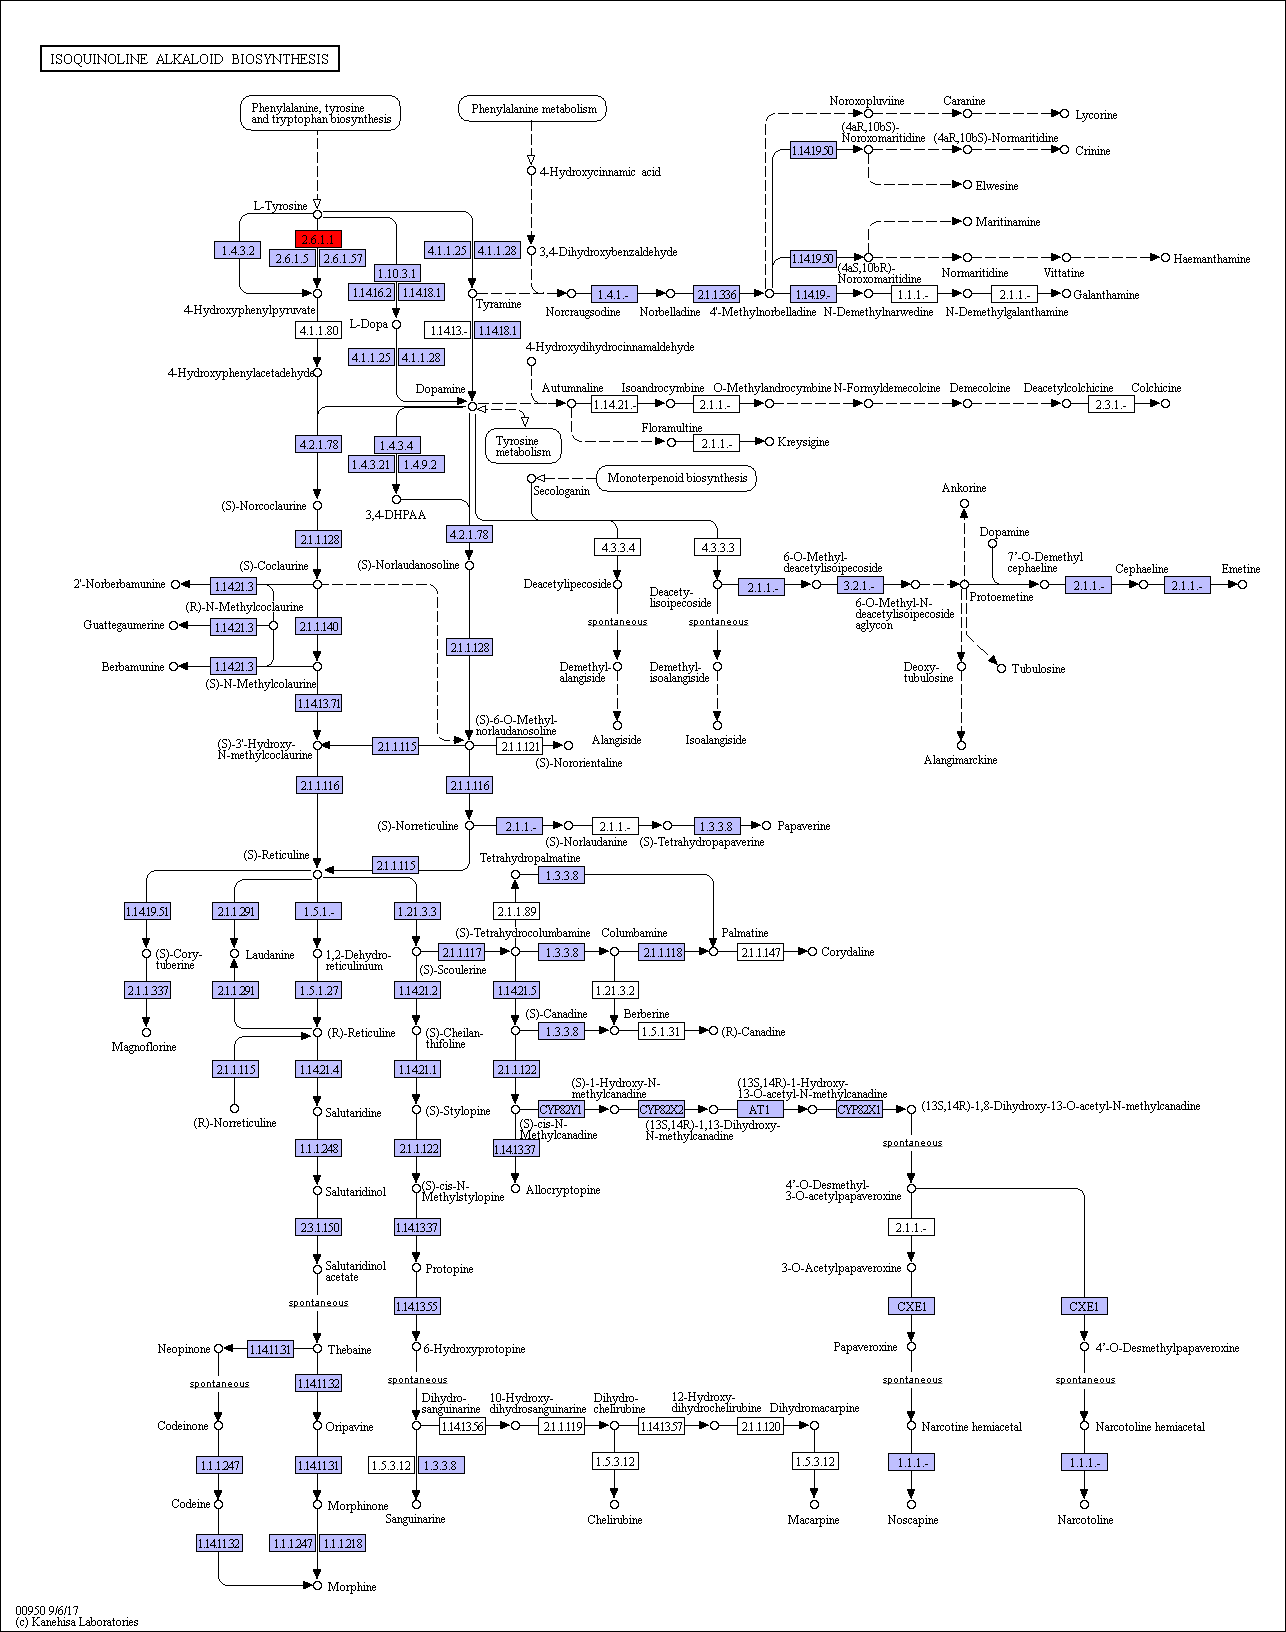 ISOQUINOLINE ALKALOID BIOSYNTHESIS
Phenylalanine, tyrosine
and tryptophan biosynthesis
Phenylalanine metabolism
Noroxopluviine
Caranine
Lycorine
(4aR,10bS)-
Noroxomaritidine
(4aR,10bS)-Normaritidine
1.14.19.50
Crinine
4-Hydroxycinnamic acid
Elwesine
L-Tyrosine
Maritinamine
2.6.1.1
1.4.3.2
2.6.1.5
2.6.1.57
4.1.1.25
4.1.1.28
3,4-Dihydroxybenzaldehyde
1.14.19.50
Haemanthamine
(4aS,10bR)-
Noroxomaritidine
Normaritidine
Vittatine
1.10.3.1
1.14.16.2
1.14.18.1
1.4.1.-
2.1.1.336
1.14.19.-
1.1.1.-
2.1.1.-
Galanthamine
Tyramine
Norcraugsodine
Norbelladine
4'-Methylnorbelladine
N-Demethylnarwedine
N-Demethylgalanthamine
4-Hydroxyphenylpyruvate
4.1.1.80
L-Dopa
1.14.13.-
1.14.18.1
4-Hydroxydihydrocinnamaldehyde
4.1.1.25
4.1.1.28
4-Hydroxyphenylacetadehyde
Dopamine
Autumnaline
Isoandrocymbine
O-Methylandrocymbine
N-Formyldemecolcine
Demecolcine
Deacetylcolchicine
Colchicine
1.14.21.-
2.1.1.-
2.3.1.-
Floramultine
2.1.1.-
Kreysigine
4.2.1.78
1.4.3.4
1.4.3.21
1.4.9.2
Tyrosine
metabolism
Monoterpenoid biosynthesis
Secologanin
Ankorine
(S)-Norcoclaurine
3,4-DHPAA
2.1.1.128
4.2.1.78
4.3.3.4
4.3.3.3
Dopamine
(S)-Coclaurine
(S)-Norlaudanosoline
6-O-Methyl-
deacetylisoipecoside
7'-O-Demethyl
cephaeline
Cephaeline
Emetine
2'-Norberbamunine
1.14.21.3
Deacetylipecoside
Deacety-
lisoipecoside
2.1.1.-
3.2.1.-
2.1.1.-
2.1.1.-
Protoemetine
6-O-Methyl-N-
deacetylisoipecoside
aglycon
(R)-N-Methylcoclaurine
Guattegaumerine
1.14.21.3
2.1.1.140
spontaneous
spontaneous
2.1.1.128
Berbamunine
1.14.21.3
(S)-N-Methylcolaurine
Demethyl-
alangiside
Demethyl-
isoalangiside
Deoxy-
tubulosine
Tubulosine
1.14.13.71
(S)-6-O-Methyl-
norlaudanosoline
(S)-3'-Hydroxy-
N-methylcoclaurine
2.1.1.115
2.1.1.121
(S)-Nororientaline
Alangiside
Isoalangiside
Alangimarckine
2.1.1.116
2.1.1.116
(S)-Norreticuline
2.1.1.-
2.1.1.-
1.3.3.8
Papaverine
(S)-Norlaudanine
(S)-Tetrahydropapaverine
(S)-Reticuline
2.1.1.115
Tetrahydropalmatine
1.3.3.8
1.14.19.51
2.1.1.291
1.5.1.-
1.21.3.3
2.1.1.89
(S)-Tetrahydrocolumbamine
Columbamine
Palmatine
(S)-Cory-
tuberine
Laudanine
1,2-Dehydro-
reticulinium
2.1.1.117
1.3.3.8
2.1.1.118
2.1.1.147
Corydaline
(S)-Scoulerine
2.1.1.337
2.1.1.291
1.5.1.27
1.14.21.2
1.14.21.5
1.21.3.2
Magnoflorine
(R)-Reticuline
(S)-Cheilan-
thifoline
(S)-Canadine
1.3.3.8
Berberine
1.5.1.31
(R)-Canadine
2.1.1.115
1.14.21.4
1.14.21.1
2.1.1.122
(S)-1-Hydroxy-N-
methylcanadine
(13S,14R)-1-Hydroxy-
13-O-acetyl-N-methylcanadine
(R)-Norreticuline
Salutaridine
(S)-Stylopine
CYP82Y1
CYP82X2
AT1
CYP82X1
(13S,14R)-1,8-Dihydroxy-13-O-acetyl-N-methylcanadine
(S)-cis-N-
Methylcanadine
(13S,14R)-1,13-Dihydroxy-
N-methylcanadine
1.1.1.248
2.1.1.122
1.14.13.37
spontaneous
Salutaridinol
(S)-cis-N-
Methylstylopine
Allocryptopine
4'-O-Desmethyl-
3-O-acetylpapaveroxine
2.3.1.150
1.14.13.37
2.1.1.-
Salutaridinol
acetate
Protopine
3-O-Acetylpapaveroxine
spontaneous
1.14.13.55
CXE1
CXE1
Neopinone
1.14.11.31
Thebaine
6-Hydroxyprotopine
Papaveroxine
4'-O-Desmethylpapaveroxine
spontaneous
1.14.11.32
spontaneous
spontaneous
spontaneous
Dihydro-
sanguinarine
10-Hydroxy-
dihydrosanguinarine
Dihydro-
chelirubine
12-Hydroxy-
dihydrochelirubine
Dihydromacarpine
Codeinone
Oripavine
1.14.13.56
2.1.1.119
1.14.13.57
2.1.1.120
Narcotine hemiacetal
Narcotoline hemiacetal
1.1.1.247
1.14.11.31
1.5.3.12
1.3.3.8
1.5.3.12
1.5.3.12
1.1.1.-
1.1.1.-
Codeine
Morphinone
Sanguinarine
Chelirubine
Macarpine
Noscapine
Narcotoline
1.14.11.32
1.1.1.247
1.1.1.218
Morphine
00950 9/6/17
(c) Kanehisa Laboratories